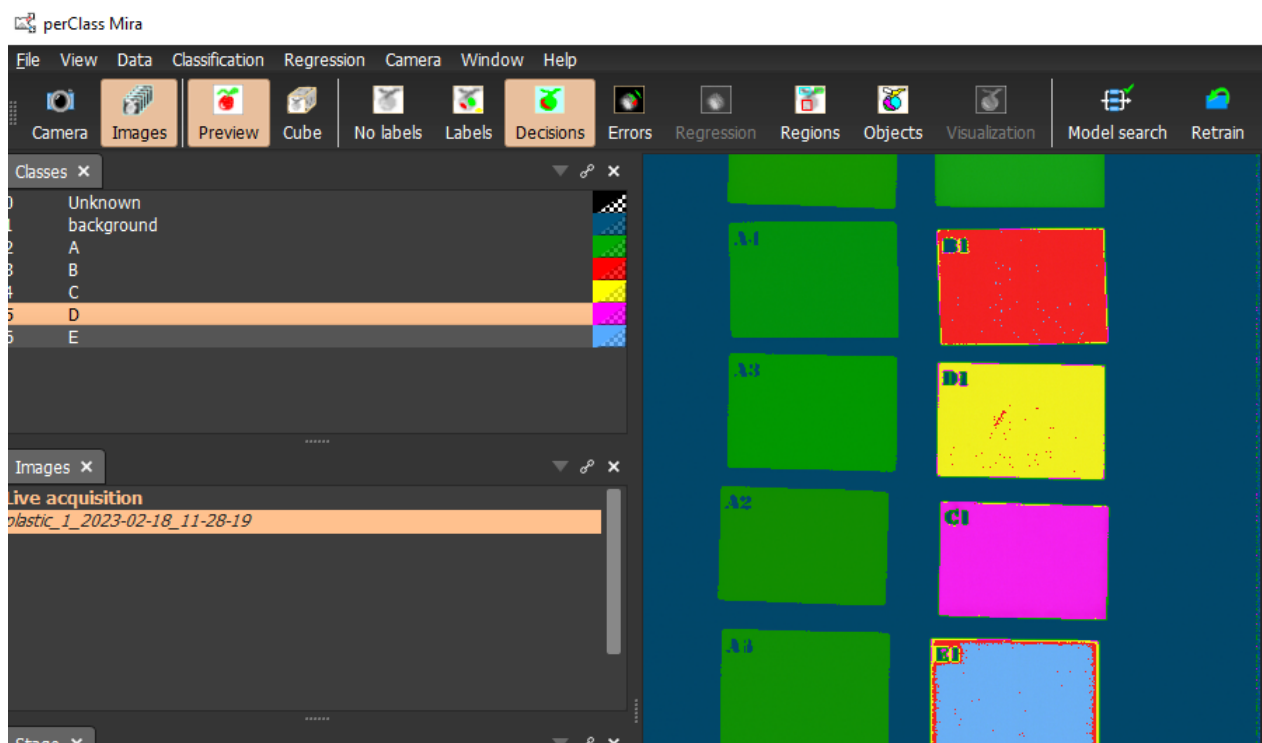 perClass Mira
File View Data Classification Regression Camera Window Help
Camera Images Preview Cube No labels Labels Decisions Errors Regression Regions Objects Visualization Model search Retrain
Classes
Unknown
background
A
B
C
D
E
Images
Live acquisition
plastic_1_2023-02-18_11-28-19
A4 B1
A3 D1
A2 C1
E1